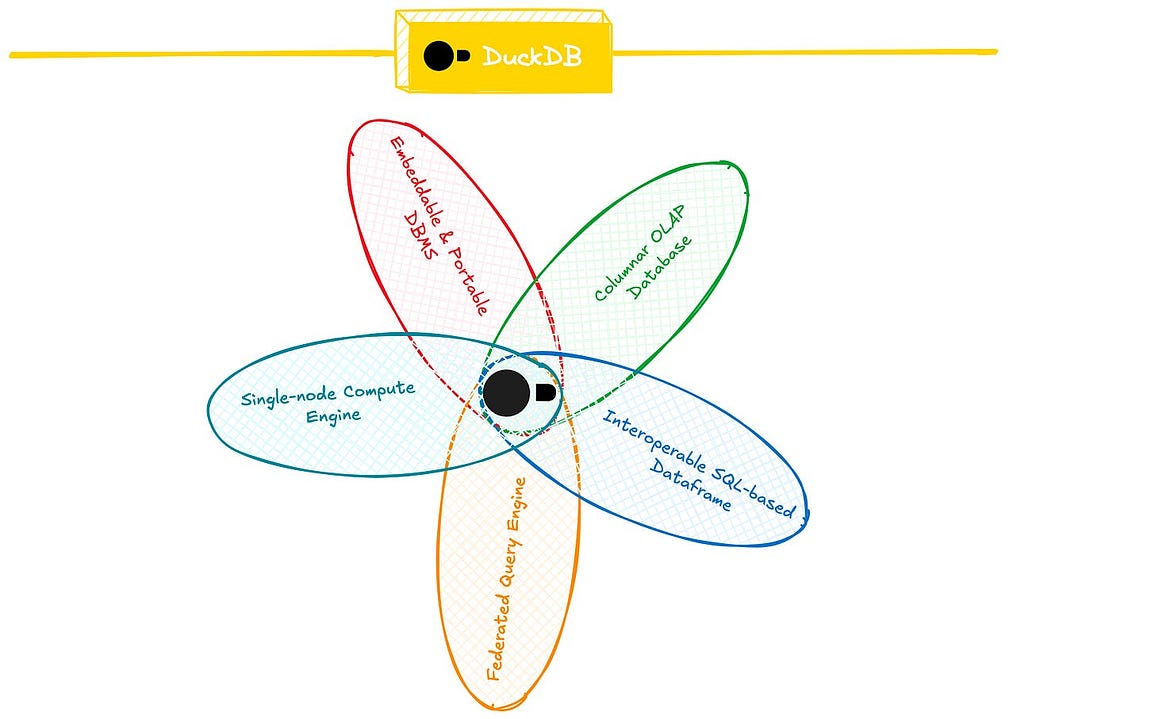 DuckDB
Embeddable & Portable
DBMS
Columnar OLAP
Database
Single-node Compute
Engine
Interoperable SQL-based
Dataframe
Federated Query Engine